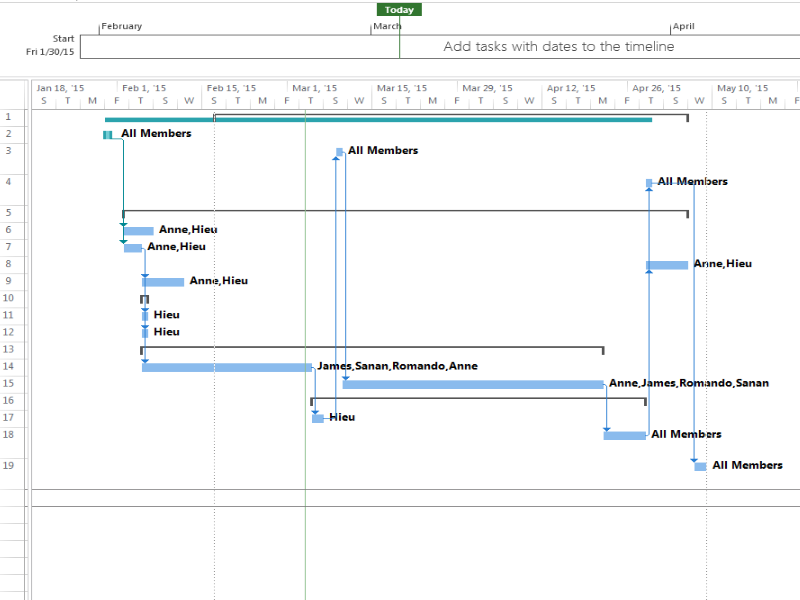 Today
February
March
April
Start
Fri 1/30/15
Add tasks with dates to the timeline
Jan 18, '15 Feb 1, '15 Feb 15, '15 Mar 1, '15 Mar 15, '15 Mar 29, '15 Apr 12, '15 Apr 26, '15 May 10, '15
S T M F T S W S T M F T S W S T M F T S W S T M F T S W S T M F
1
2 All Members
3 All Members
4 All Members
5
6 Anne,Hieu
7 Anne,Hieu
8 Anne,Hieu
9 Anne,Hieu
10
11 Hieu
12 Hieu
13
14 James,Sanan,Romando,Anne
15 Anne,James,Romando,Sanan
16
17 Hieu
18 All Members
19 All Members